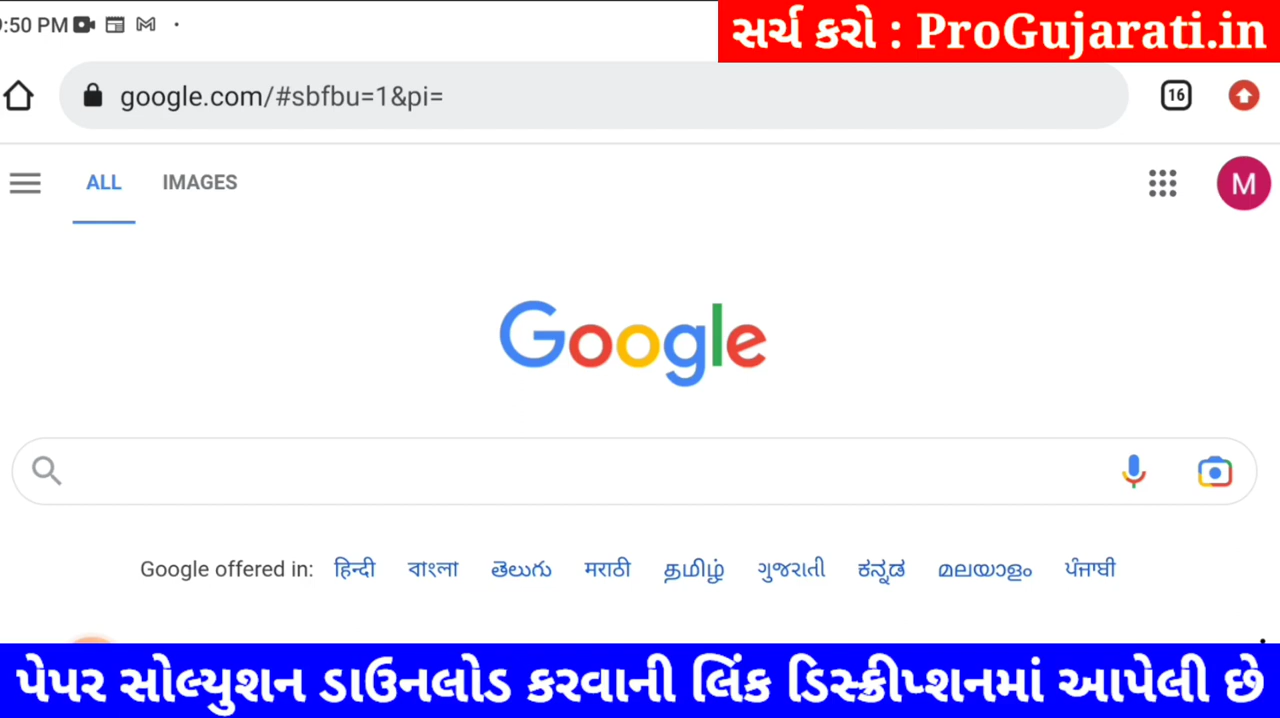 :50 PM
સર્ચ કરો : ProGujarati.in
google.com/#sbfbu=1&pi=
16
ALL IMAGES
M
Google
Google offered in: हिन्दी বাংলা తెలుగు मराठी தமிழ் ગુજરાતી ಕನ್ನಡ മലയാളം ਪੰਜਾਬੀ
પેપર સોલ્યુશન ડાઉનલોડ કરવાની લિંક ડિસ્ક્રીપ્શનમાં આપેલી છે